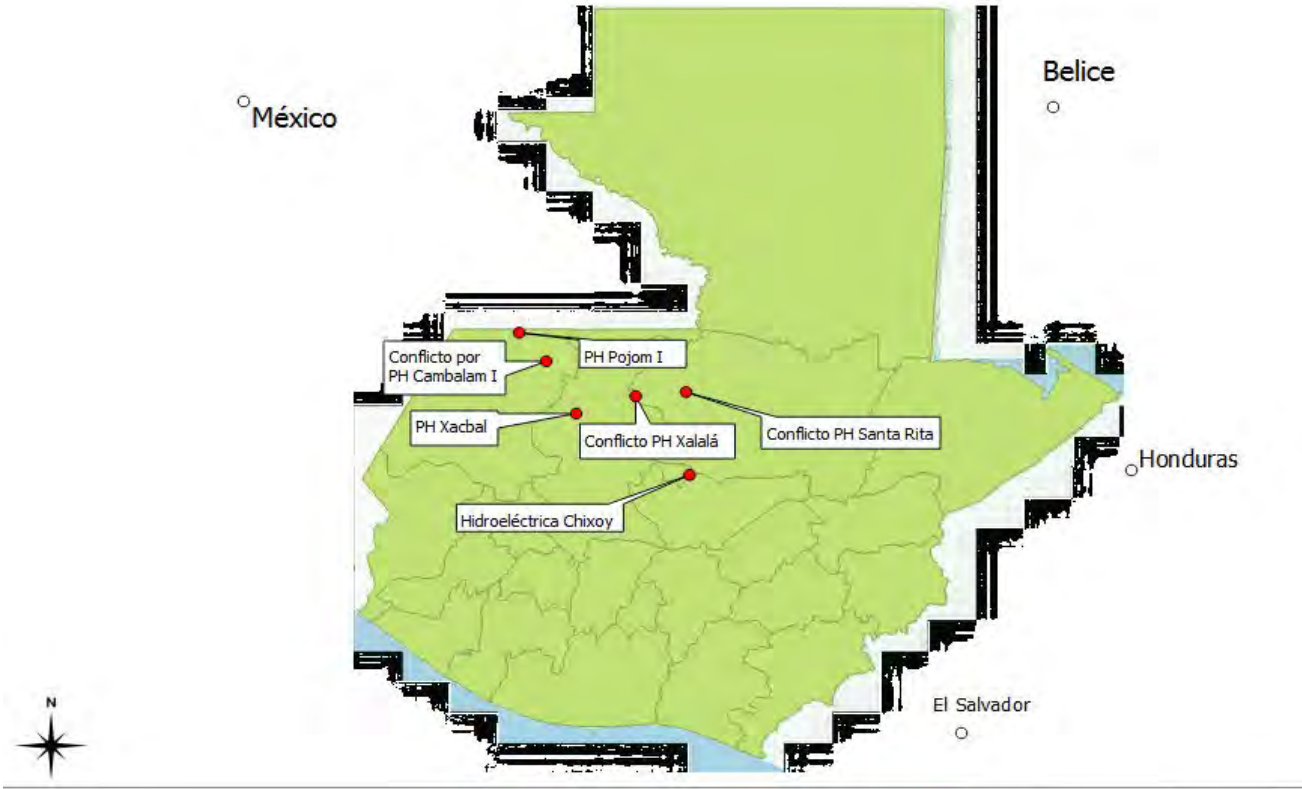 Belice
México
PH Pojom I
Conflicto por
PH Cambalam I
PH Xacbal
Conflicto PH Xalalá
Conflicto PH Santa Rita
Honduras
Hidroeléctrica Chixoy
N
El Salvador